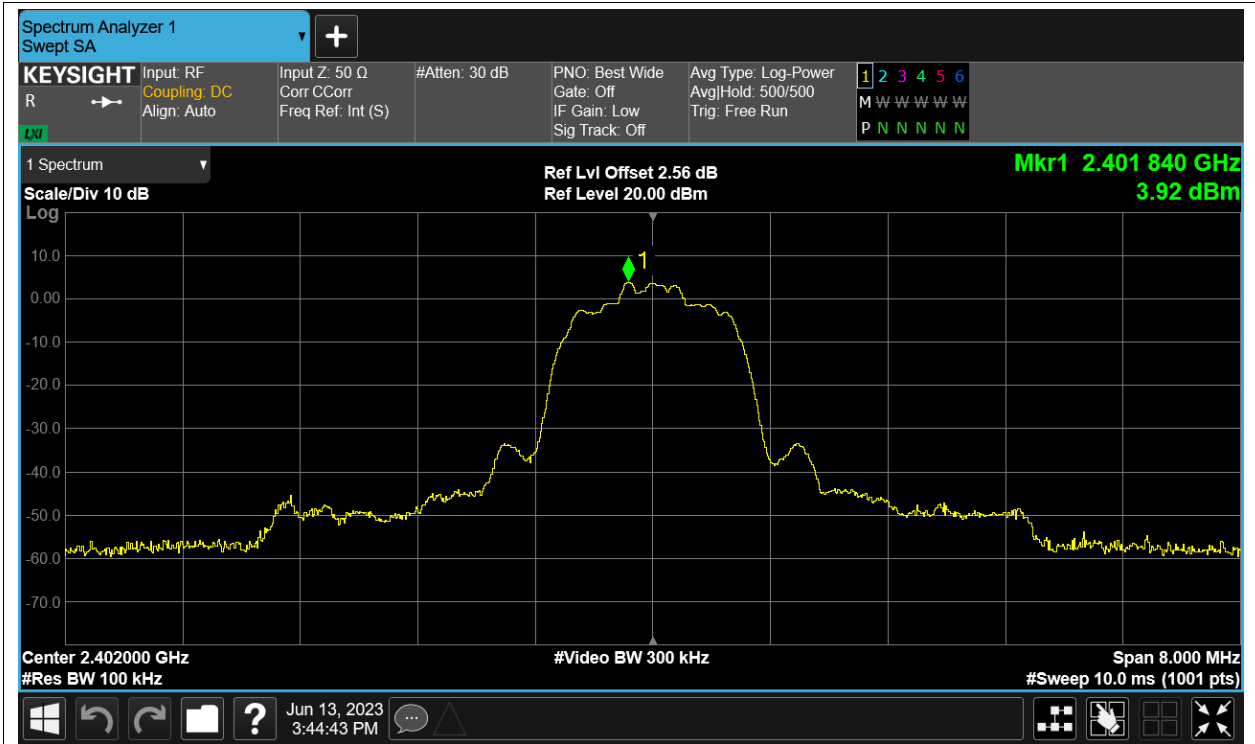 Spectrum Analyzer 1
Swept SA
KEYSIGHT
R
LXI
Input: RF
Coupling: DC
Align: Auto
Input Z: 50 Ω
Corr CCorr
Freq Ref: Int (S)
#Atten: 30 dB
PNO: Best Wide
Gate: Off
IF Gain: Low
Sig Track: Off
Avg Type: Log-Power
Avg|Hold: 500/500
Trig: Free Run
1 2 3 4 5 6
M W W W W W
P N N N N N
1 Spectrum
Scale/Div 10 dB
Ref Lvl Offset 2.56 dB
Ref Level 20.00 dBm
Mkr1 2.401 840 GHz
3.92 dBm
Log
10.0
0.00
-10.0
-20.0
-30.0
-40.0
-50.0
-60.0
-70.0
1
Center 2.402000 GHz
#Res BW 100 kHz
#Video BW 300 kHz
Span 8.000 MHz
#Sweep 10.0 ms (1001 pts)
?
Jun 13, 2023
3:44:43 PM